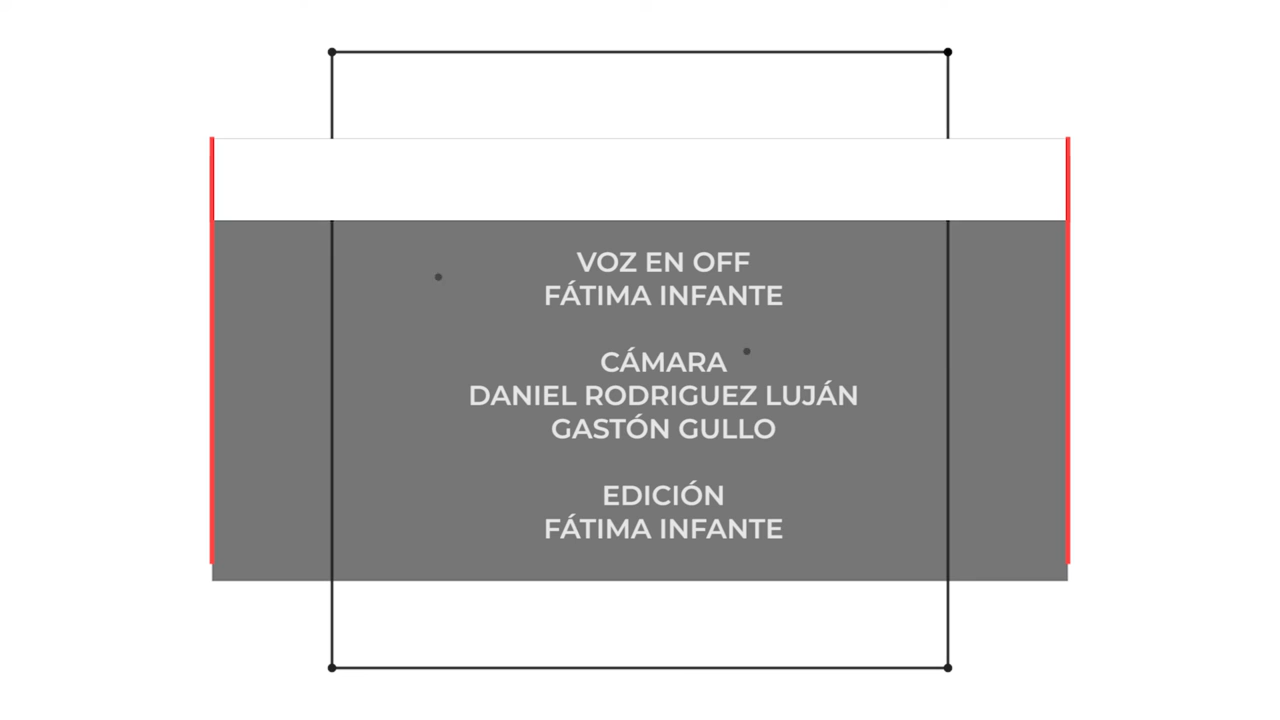 VOZ EN OFF
FÁTIMA INFANTE
CÁMARA
DANIEL RODRIGUEZ LUJÁN
GASTÓN GULLO
EDICIÓN
FÁTIMA INFANTE